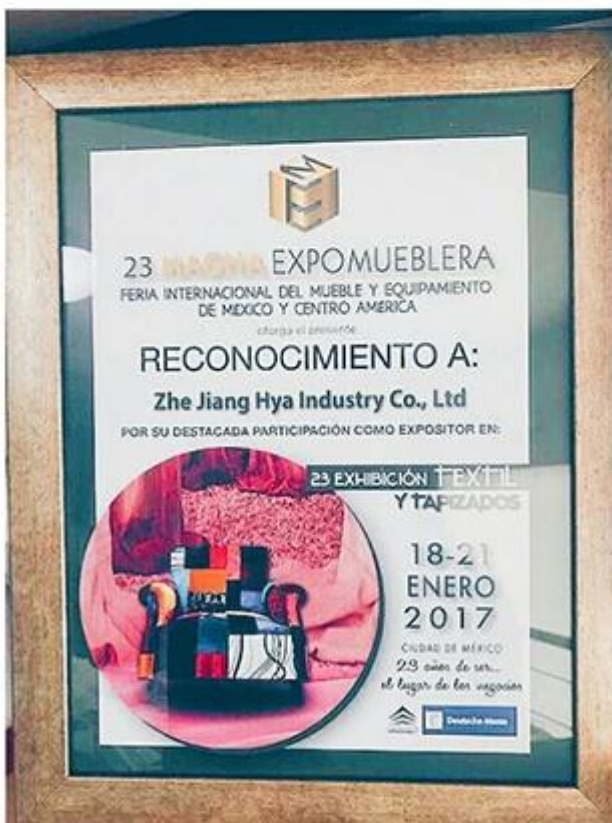 ME
23 MAGNA EXPOMUEBLERA
FERIA INTERNACIONAL DEL MUEBLE Y EQUIPAMIENTO
DE MEXICO Y CENTRO AMERICA
otorga el presente
RECONOCIMIENTO A:
Zhe Jiang Hya Industry Co., Ltd
POR SU DESTACADA PARTICIPACIÓN COMO EXPOSITOR EN:
23 EXHIBICIÓN TEXTIL
Y TAPIZADOS
18-21
ENERO
2017
CIUDAD DE MÉXICO
23 años de ser...
el lugar de los negocios
Deutsche Messe